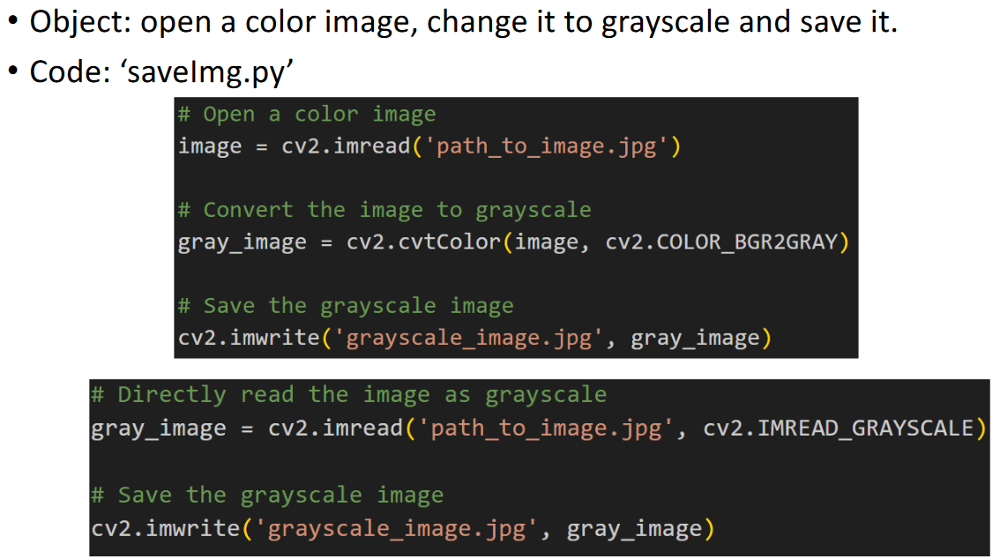 • Object: open a color image, change it to grayscale and save it.
• Code: ‘saveImg.py’
# Open a color image
image = cv2.imread('path_to_image.jpg')
# Convert the image to grayscale
gray_image = cv2.cvtColor(image, cv2.COLOR_BGR2GRAY)
# Save the grayscale image
cv2.imwrite('grayscale_image.jpg', gray_image)
# Directly read the image as grayscale
gray_image = cv2.imread('path_to_image.jpg', cv2.IMREAD_GRAYSCALE)
# Save the grayscale image
cv2.imwrite('grayscale_image.jpg', gray_image)